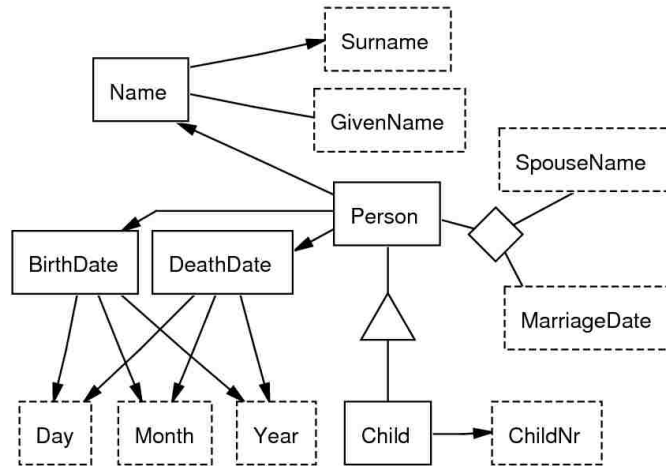 Surname
Name
GivenName
SpouseName
Person
BirthDate
DeathDate
MarriageDate
Day
Month
Year
Child
ChildNr